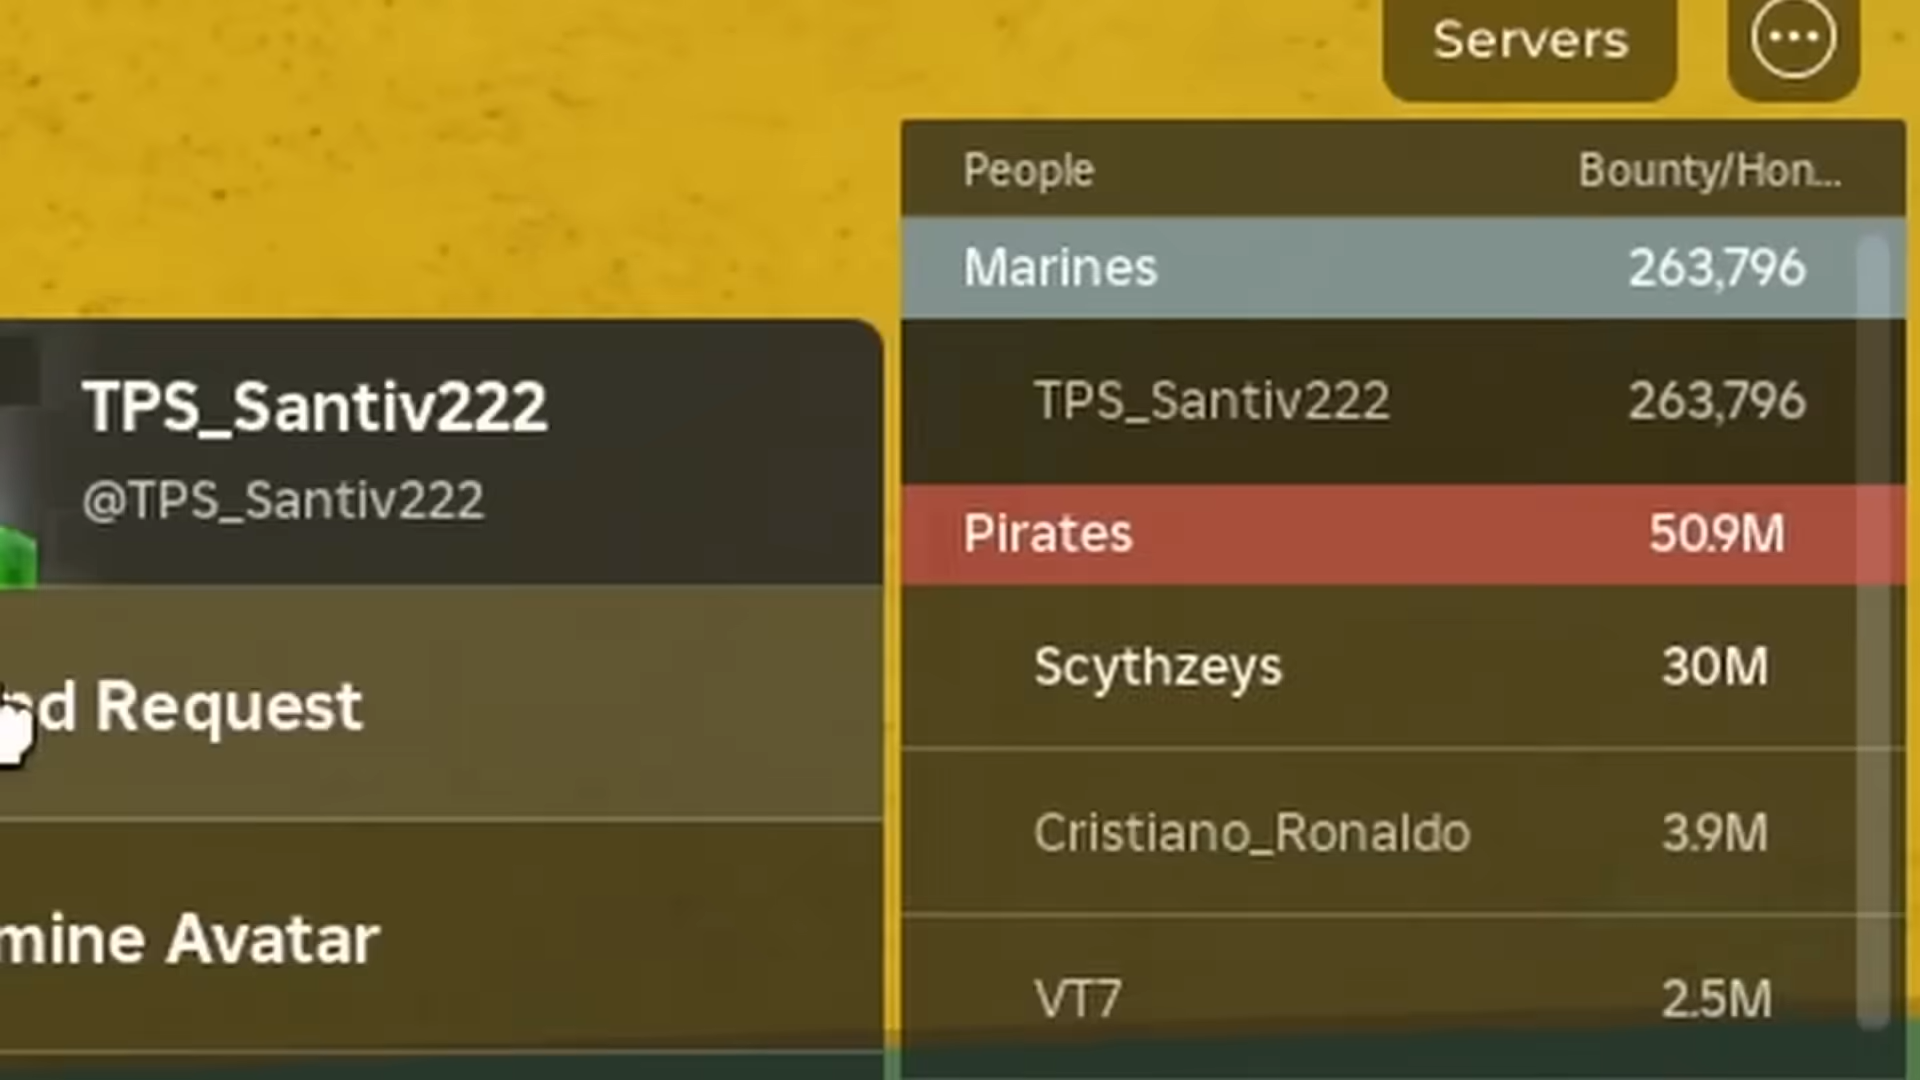 Servers
People Bounty/Hon...
Marines 263,796
TPS_Santiv222 263,796
Pirates 50.9M
Scythzeys 30M
Cristiano_Ronaldo 3.9M
VT7 2.5M
TPS_Santiv222
@TPS_Santiv222
nd Request
mine Avatar